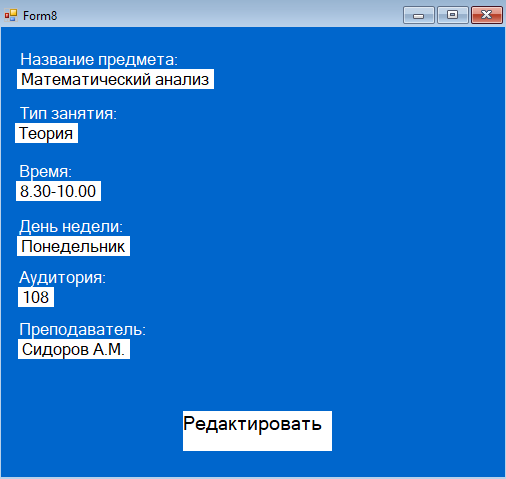 Form8
Название предмета:
Математический анализ
Тип занятия:
Теория
Время:
8.30-10.00
День недели:
Понедельник
Аудитория:
108
Преподаватель:
Сидоров А.М.
Редактировать